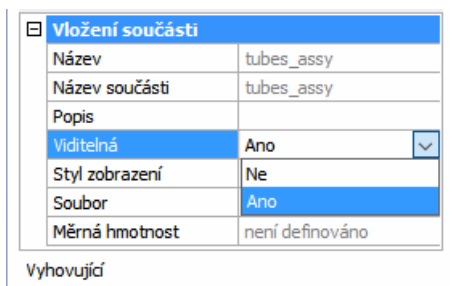 Vložení součásti
Název tubes_assy
Název součásti tubes_assy
Popis
Viditelná Ano
Styl zobrazení Ne
Soubor Ano
Měrná hmotnost není definováno
Vyhovující